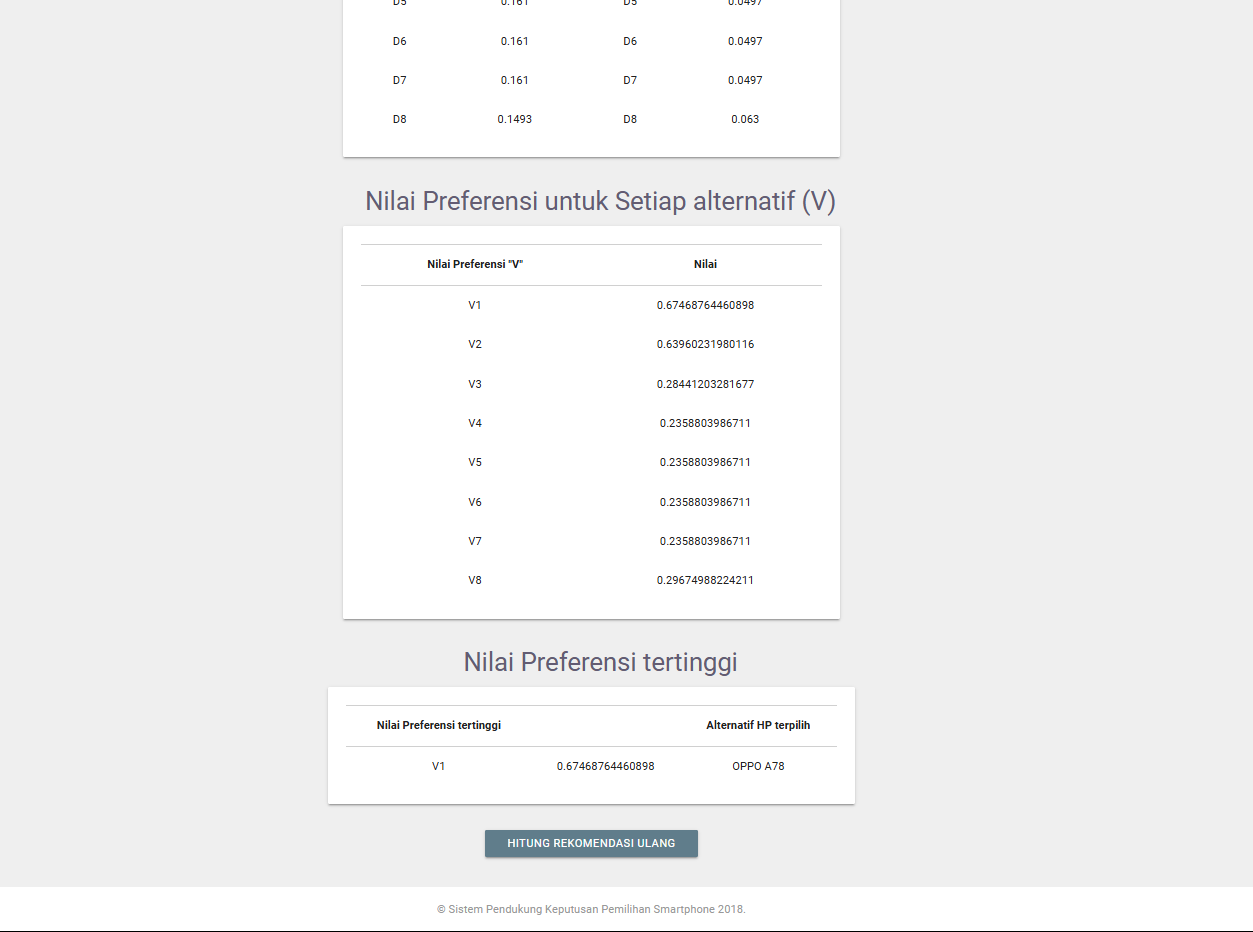 D5 0.161 D5 0.0497
D6 0.161 D6 0.0497
D7 0.161 D7 0.0497
D8 0.1493 D8 0.063
Nilai Preferensi untuk Setiap alternatif (V)
Nilai Preferensi "V" Nilai
V1 0.67468764460898
V2 0.63960231980116
V3 0.28441203281677
V4 0.2358803986711
V5 0.2358803986711
V6 0.2358803986711
V7 0.2358803986711
V8 0.29674988224211
Nilai Preferensi tertinggi
Nilai Preferensi tertinggi Alternatif HP terpilih
V1 0.67468764460898 OPPO A78
HITUNG REKOMENDASI ULANG
© Sistem Pendukung Keputusan Pemilihan Smartphone 2018.